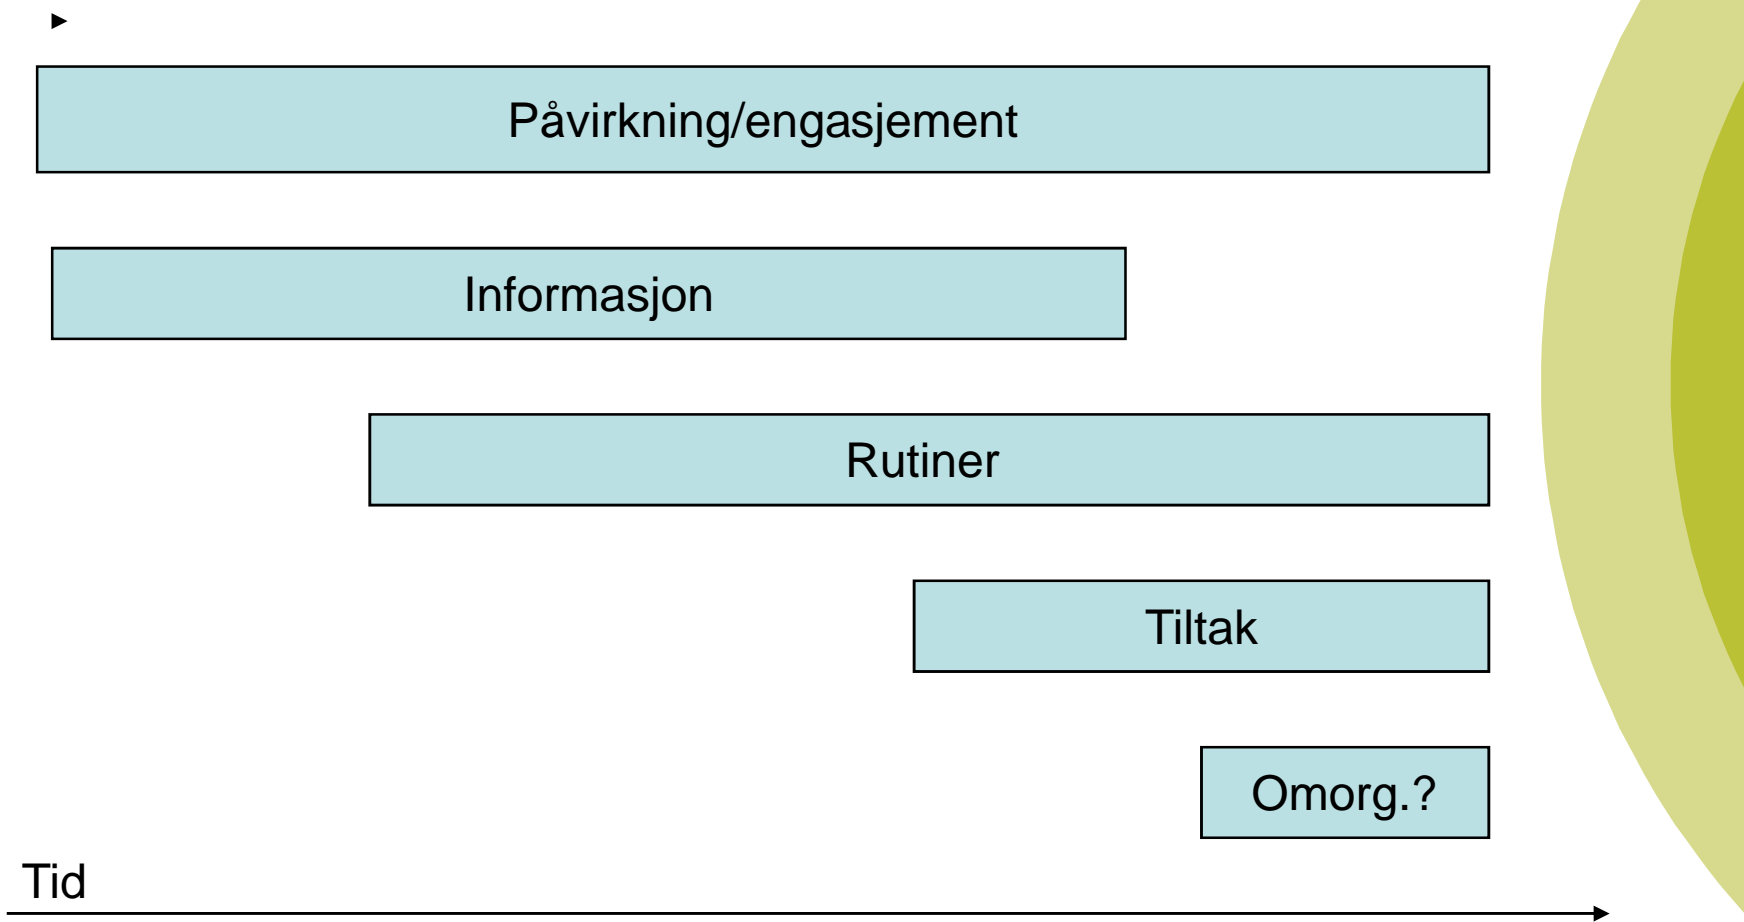 Påvirkning/engasjement
Informasjon
Rutiner
Tiltak
Omorg.?
Tid